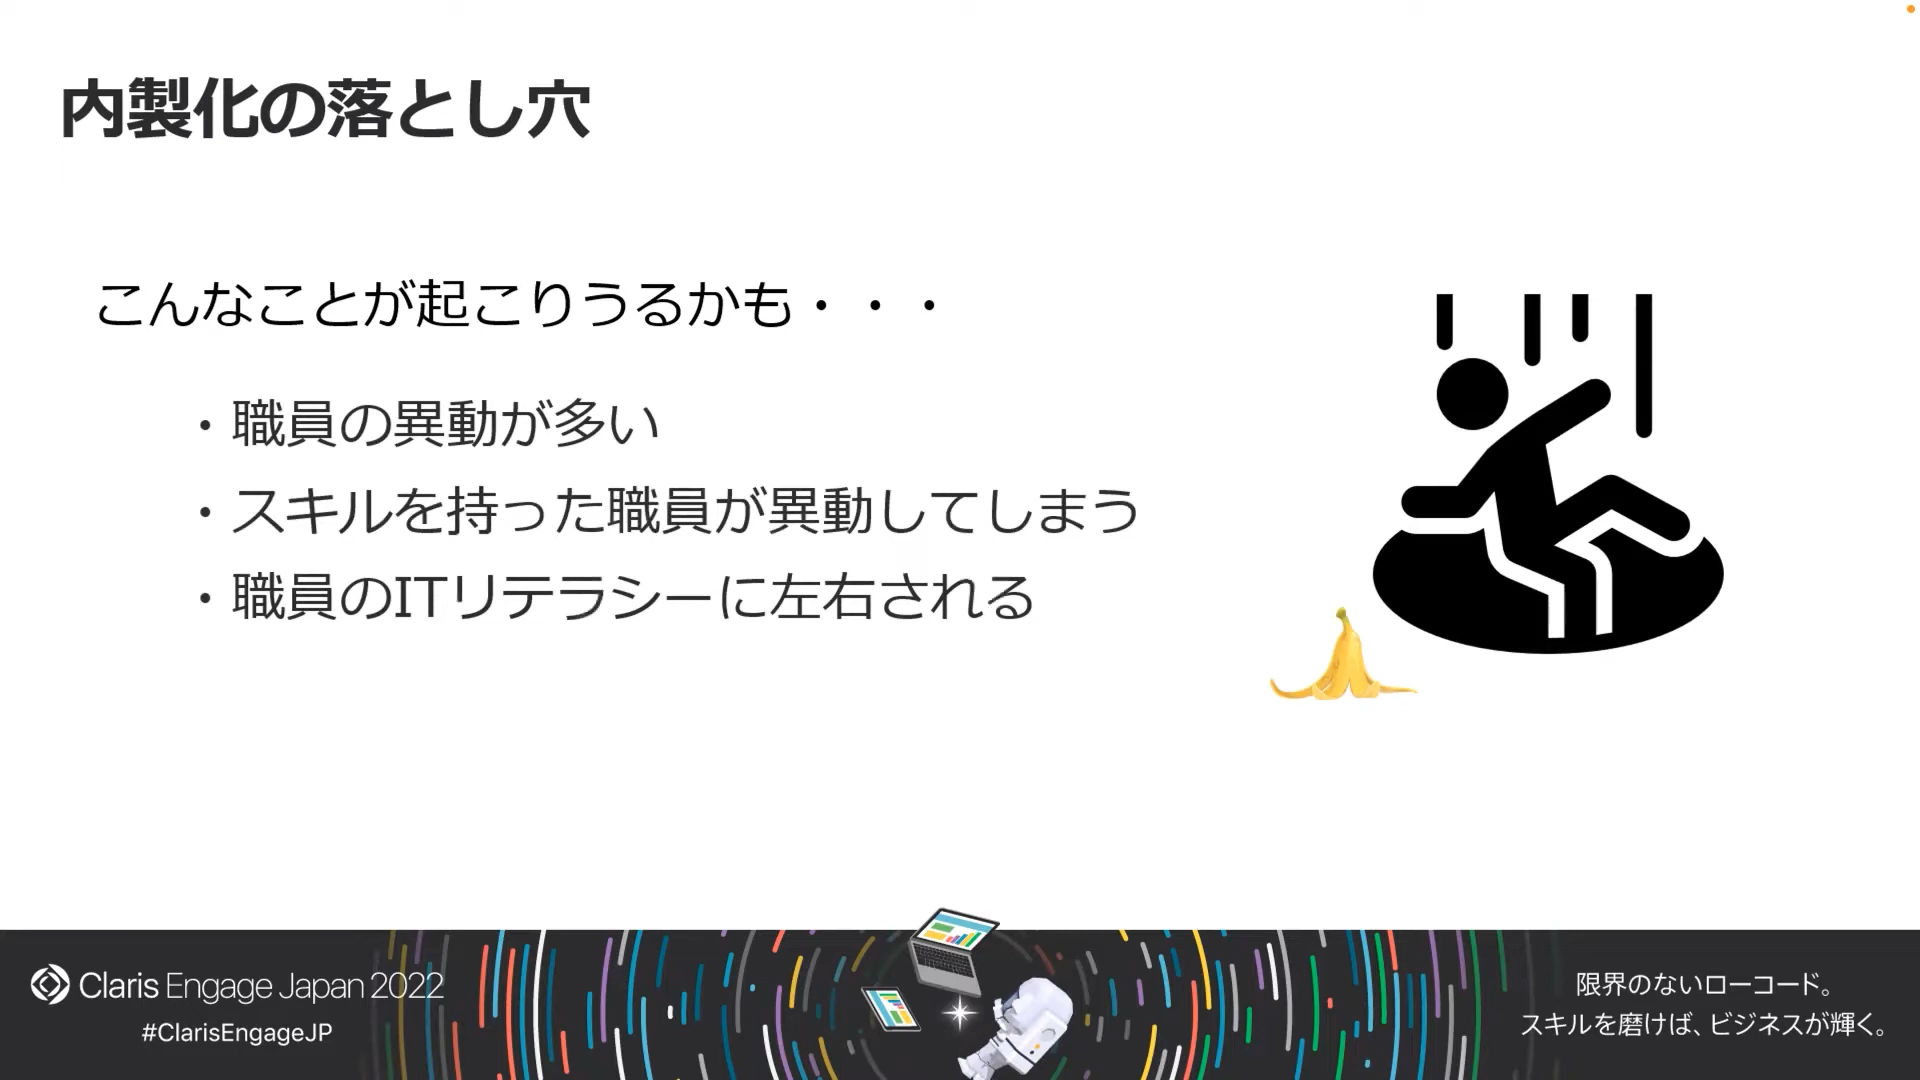 内製化の落とし穴
こんなことが起こりうるかも・・・
・職員の異動が多い
・スキルを持った職員が異動してしまう
・職員のITリテラシーに左右される
Claris Engage Japan 2022
#ClarisEngageJP
限界のないローコード。
スキルを磨けば、ビジネスが輝く。